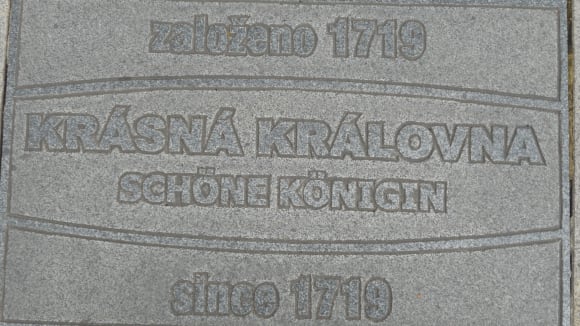 založeno 1719
KRÁSNÁ KRÁLOVNA
SCHÖNE KÖNIGIN
since 1719